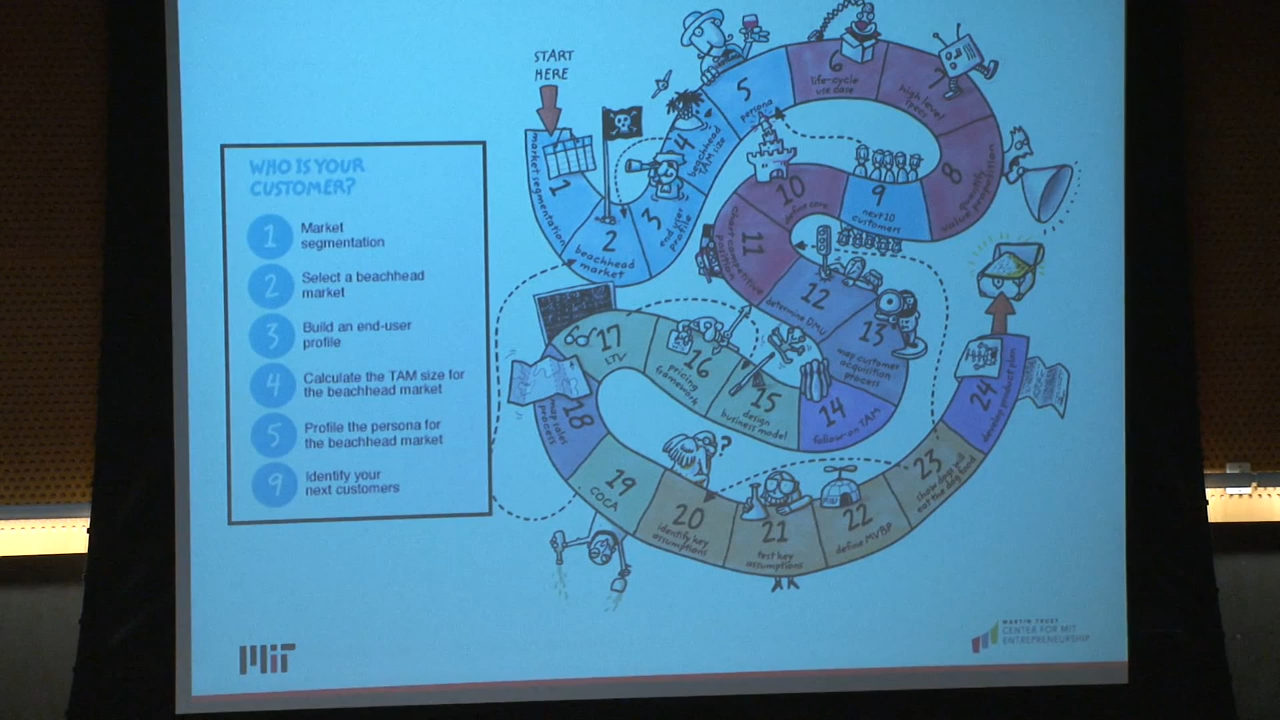 START
HERE
WHO IS YOUR
CUSTOMER?
1
Market
segmentation
2
Select a beachhead
market
3
Build an end-user
profile
4
Calculate the TAM size for
the beachhead market
5
Profile the persona for
the beachhead market
9
Identify your
next customers
1
market segmentation
2
beachhead
market
3
end user
profile
4
beachhead
TAM size
5
persona
6
life-cycle
use case
7
high level
specs
8
quantify
value proposition
9
next 10
customers
10
define core
11
chart competitive
position
12
determine DMU
13
map customer
acquisition
process
14
follow-on TAM
15
design
business model
16
pricing
framework
17
LTV
18
map sales
process
19
COCA
20
identify key
assumptions
?
21
test key
assumptions
22
define MVBP
23
show dogs will
eat the dog food
24
develop product plan
MIT
MARTIN TRUST
CENTER FOR MIT
ENTREPRENEURSHIP